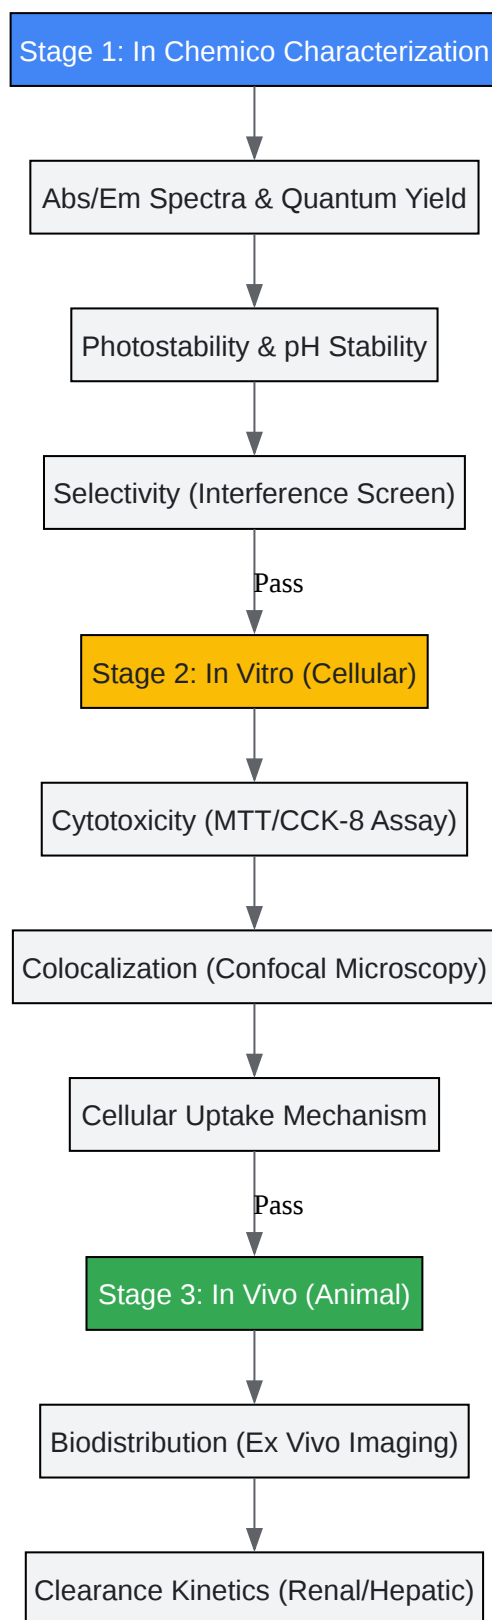 Stage 1: In Chemico Characterization
Abs/Em Spectra & Quantum Yield
Photostability & pH Stability
Selectivity (Interference Screen)
Pass
Stage 2: In Vitro (Cellular)
Cytotoxicity (MTT/CCK-8 Assay)
Colocalization (Confocal Microscopy)
Cellular Uptake Mechanism
Pass
Stage 3: In Vivo (Animal)
Biodistribution (Ex Vivo Imaging)
Clearance Kinetics (Renal/Hepatic)